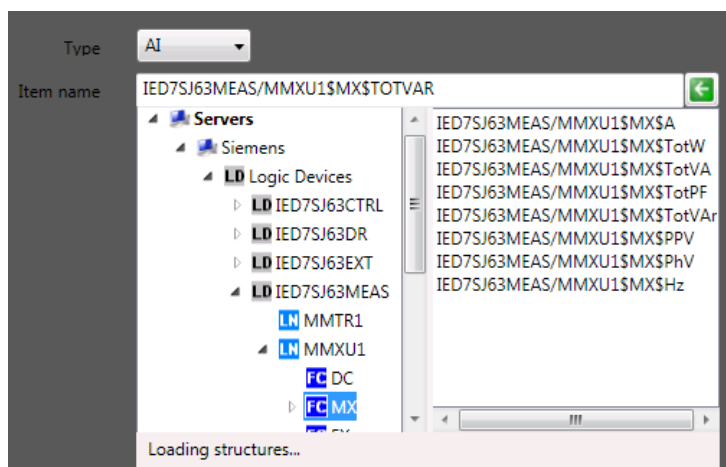 Type
AI
Item name
IED7SJ63MEAS/MMXU1$MX$TOTVAR
Servers
Siemens
LD Logic Devices
LD IED7SJ63CTRL
LD IED7SJ63DR
LD IED7SJ63EXT
LD IED7SJ63MEAS
LN MMTR1
LN MMXU1
FC DC
FC MX
IED7SJ63MEAS/MMXU1$MX$A
IED7SJ63MEAS/MMXU1$MX$TotW
IED7SJ63MEAS/MMXU1$MX$TotVA
IED7SJ63MEAS/MMXU1$MX$TotPF
IED7SJ63MEAS/MMXU1$MX$TotVAr
IED7SJ63MEAS/MMXU1$MX$PPV
IED7SJ63MEAS/MMXU1$MX$PhV
IED7SJ63MEAS/MMXU1$MX$Hz
Loading structures...